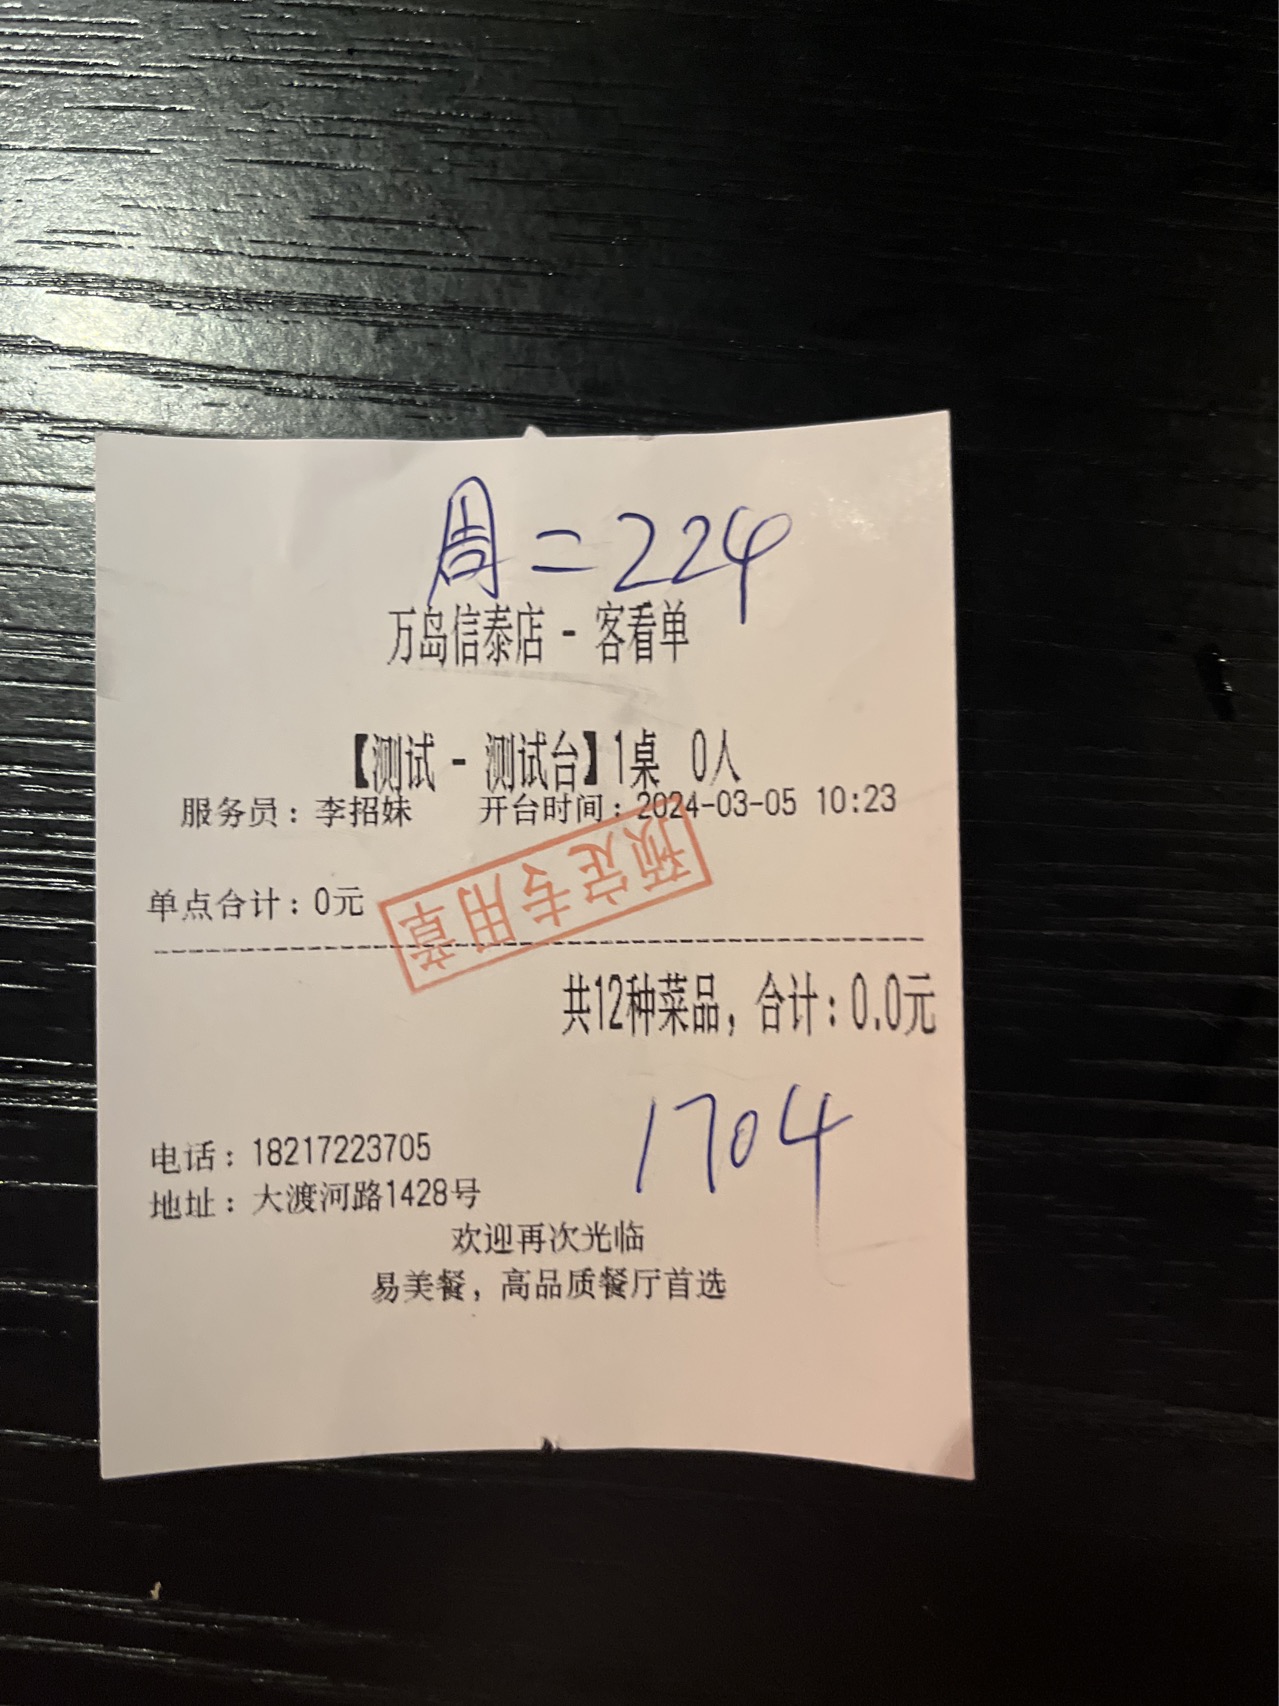 周二224
万岛信泰店 - 客看单
【测试 - 测试台】1桌 0人
服务员：李招妹 开台时间：2024-03-05 10:23
预定专用章
单点合计：0元
共12种菜品，合计：0.0元
1704
电话：18217223705
地址：大渡河路1428号
欢迎再次光临
易美餐，高品质餐厅首选